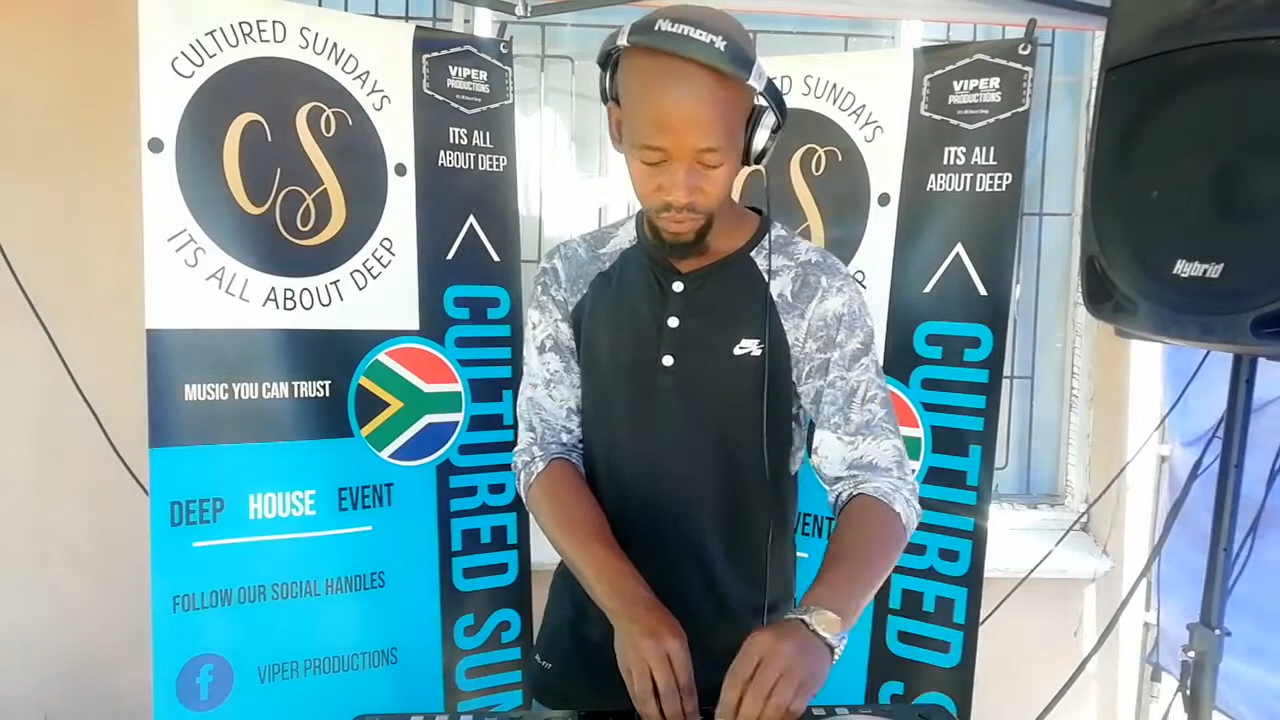 CULTURED SUNDAYS
CS
ITS ALL ABOUT DEEP
VIPER
PRODUCTIONS
ITS ALL
ABOUT DEEP
MUSIC YOU CAN TRUST
DEEP HOUSE EVENT
FOLLOW OUR SOCIAL HANDLES
f VIPER PRODUCTIONS
CULTURED SUN
Numark
D SUNDAYS
S
P
VIPER
PRODUCTIONS
ITS ALL
ABOUT DEEP
CULTURED S
VENT
Hybrid